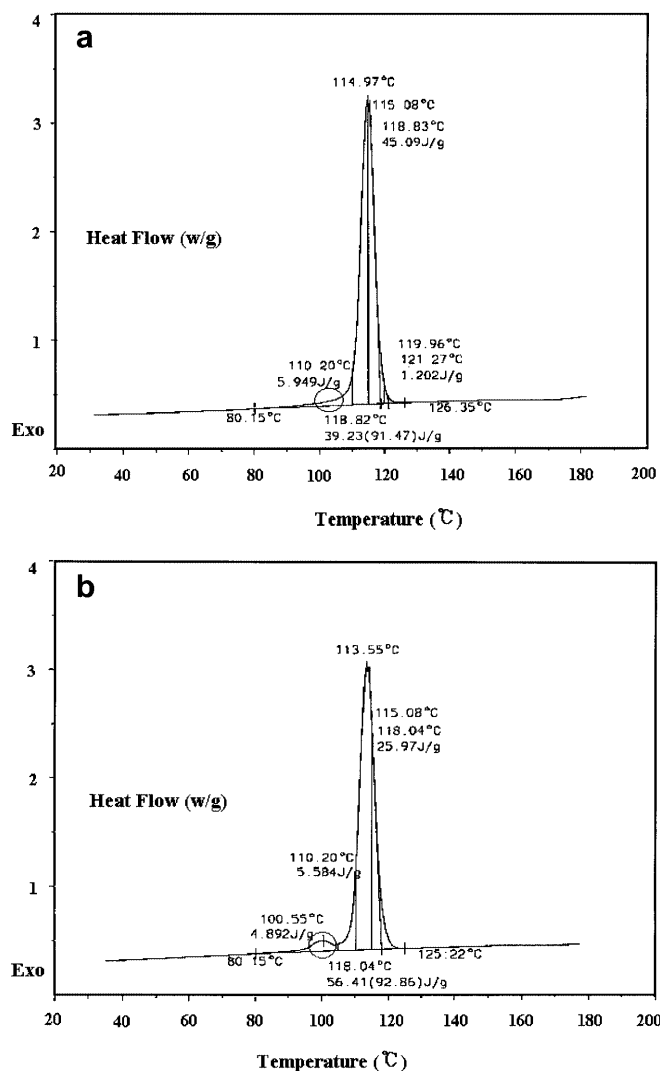 4
a
114.97°C
115 08°C
3
118.83°C
45.09J/g
2
Heat Flow (w/g)
1
119.96°C
121 27°C
1.202J/g
110 20°C
5.949J/g
80.15°C
126.35°C
118.82°C
39.23(91.47)J/g
Exo
20 40 60 80 100 120 140 160 180 200
Temperature (℃)
4
b
113.55°C
3
115.08°C
118.04°C
25.97J/g
2
Heat Flow (w/g)
110.20°C
5.584J/g
1
100.55°C
4.892J/g
80 15°C
125:22°C
118.04°C
56.41(92.86)J/g
Exo
20 40 60 80 100 120 140 160 180 200
Temperature (℃)